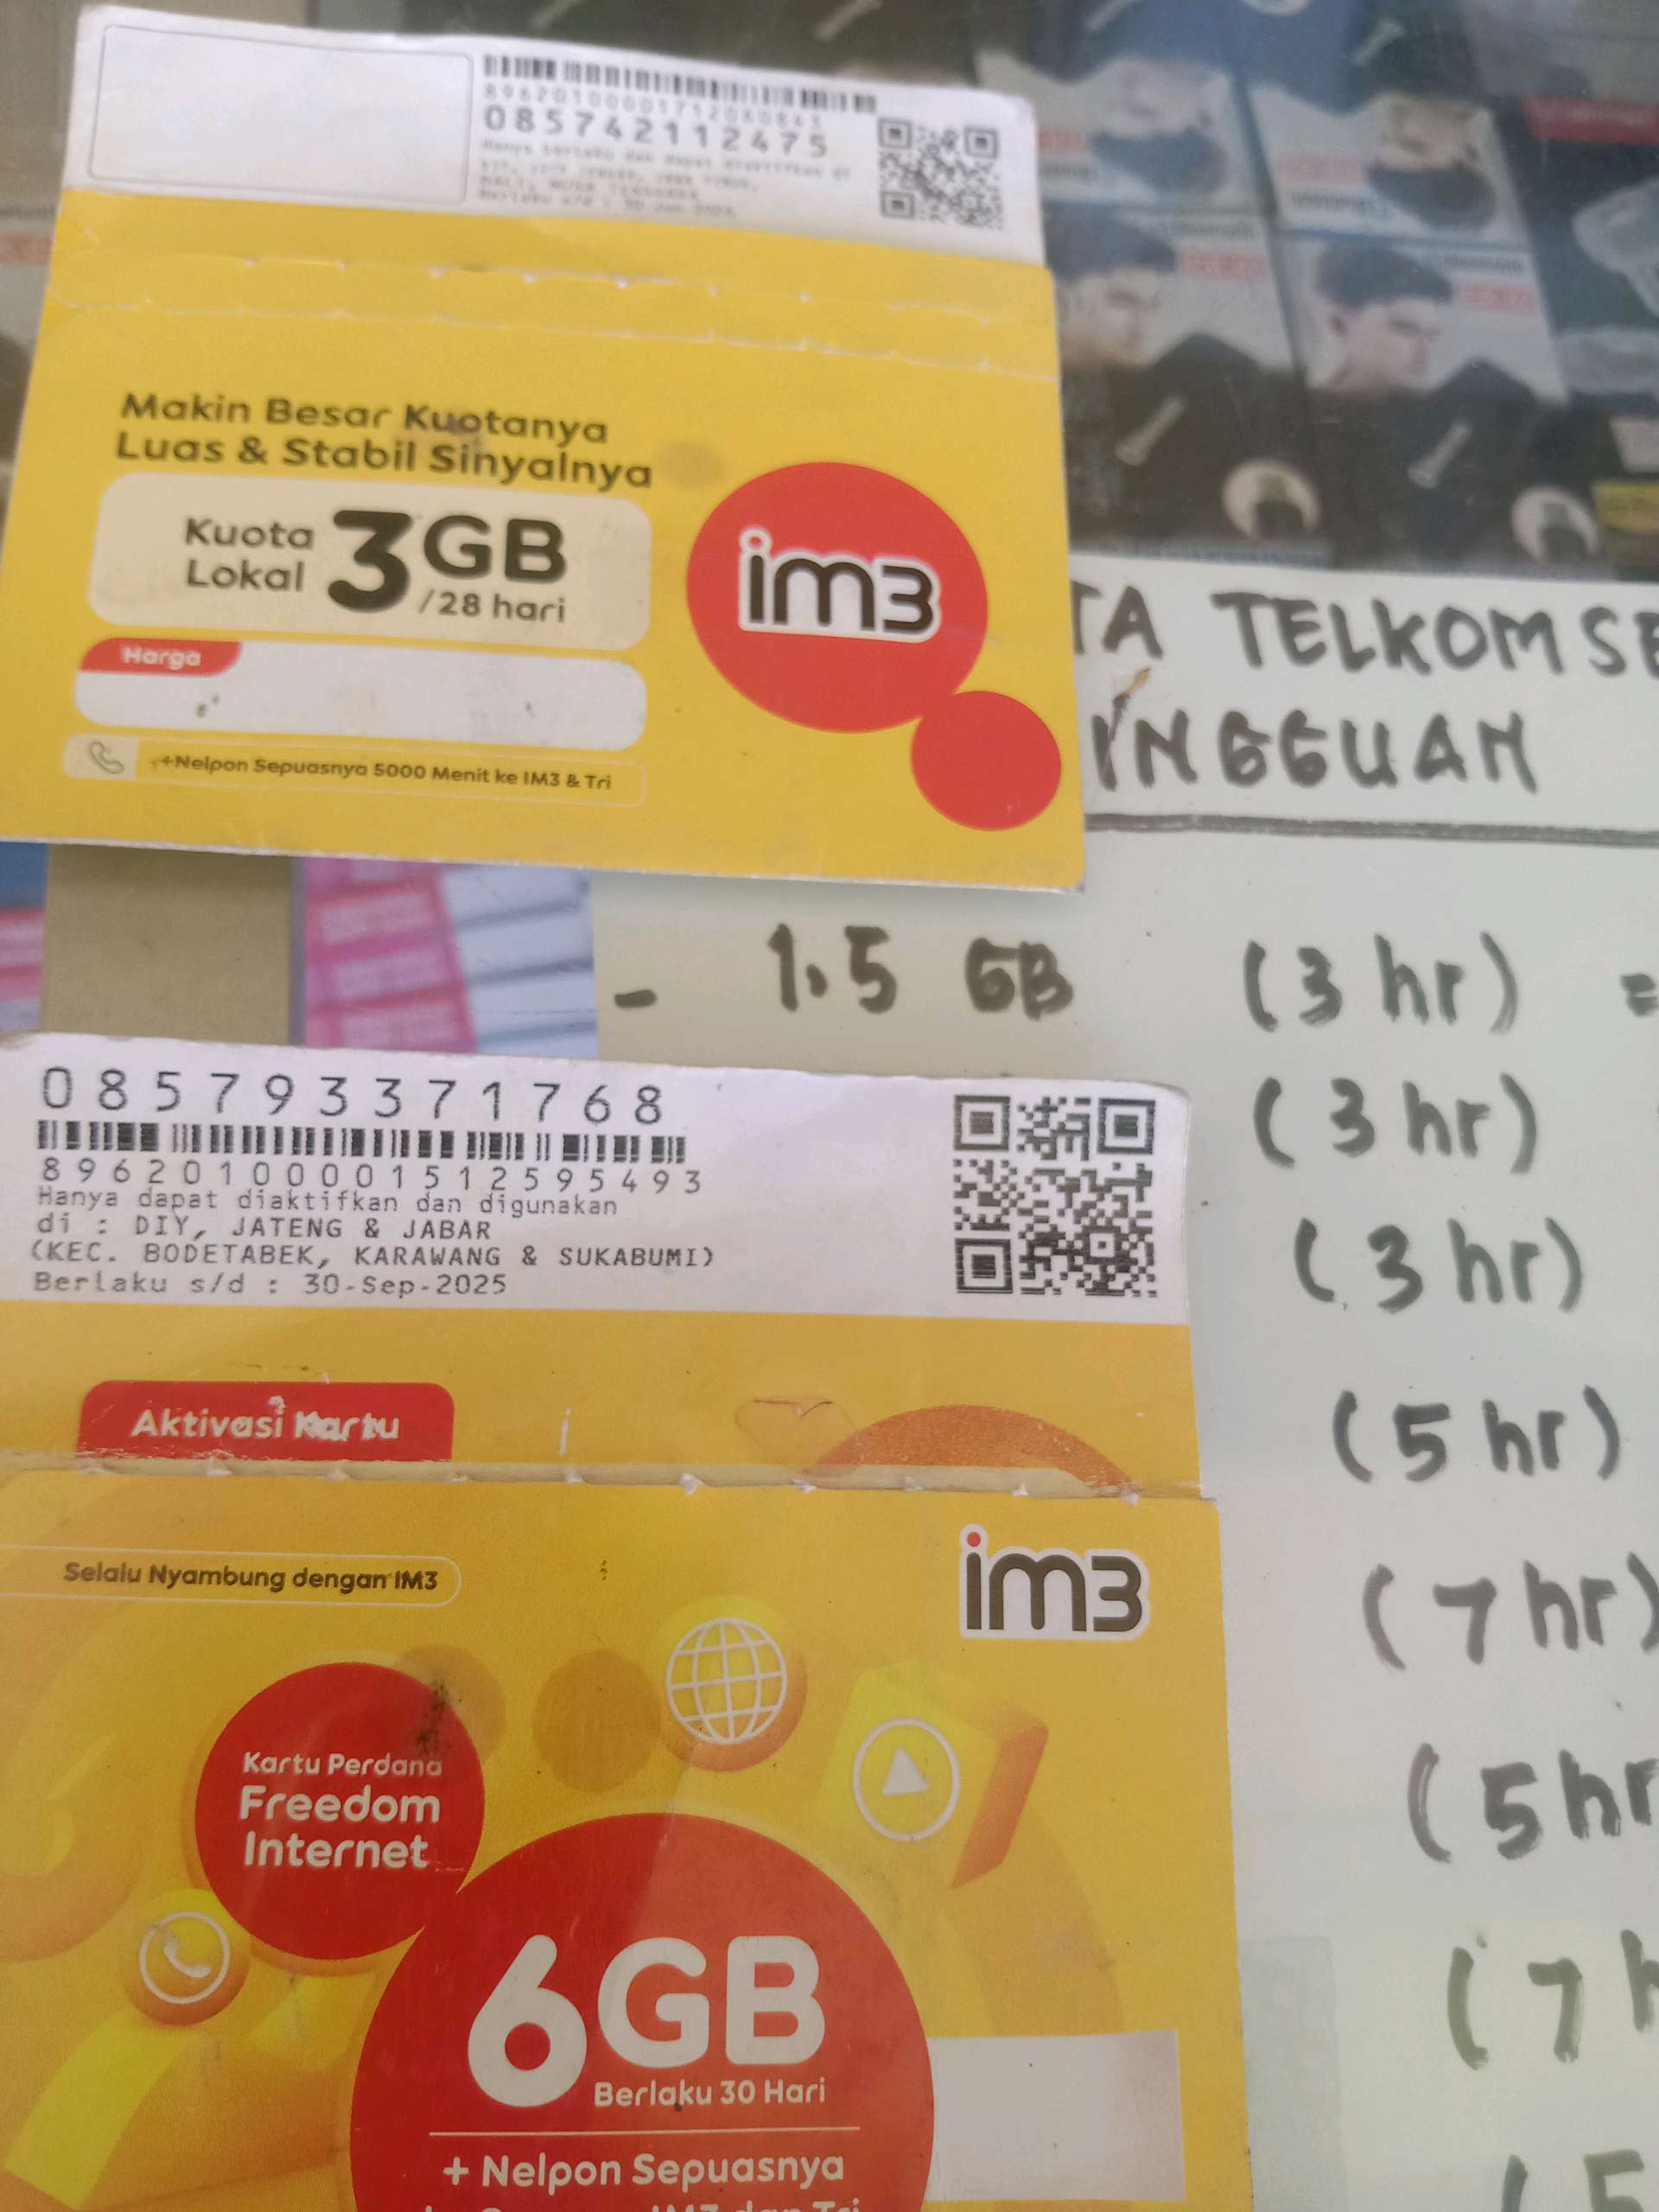 085742112475
Makin Besar Kuotanya
Luas & Stabil Sinyalnya
Kuota
Lokal
3GB
/28 hari
im3
Harga
+Nelpon Sepuasnya 5000 Menit ke IM3 & Tri
TA TELKOMSE
INGGUAN
- 1.5 GB (3 hr) =
(3 hr)
(3 hr)
(5 hr)
(7 hr)
(5 hr
(7 h
085793371768
89620100001512595493
Hanya dapat diaktifkan dan digunakan
di : DIY, JATENG & JABAR
(KEC. BODETABEK, KARAWANG & SUKABUMI)
Berlaku s/d : 30-Sep-2025
Aktivasi Kartu
Selalu Nyambung dengan IM3
im3
Kartu Perdana
Freedom
Internet
6GB
Berlaku 30 Hari
+ Nelpon Sepuasnya